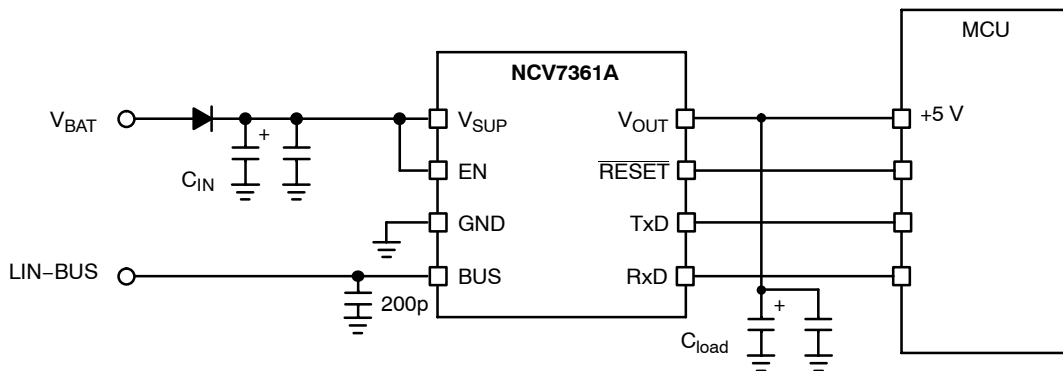 MCU
NCV7361A
V_BAT
+
C_IN
V_SUP
EN
GND
BUS
V_OUT
RESET
TxD
RxD
+5 V
LIN−BUS
200p
+
C_load